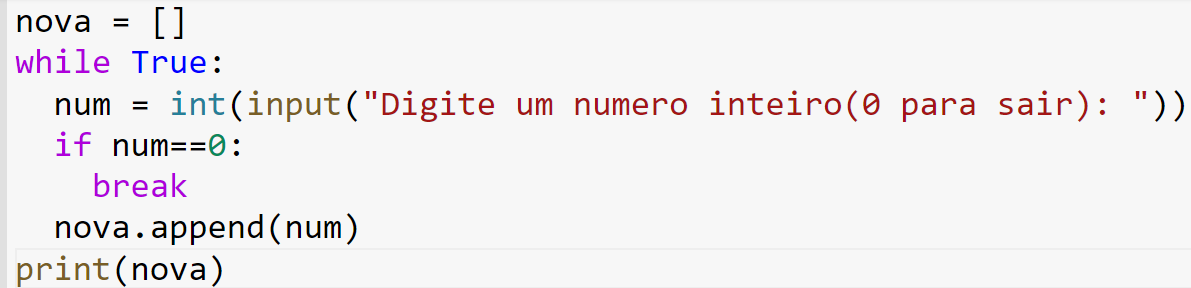 nova = []
while True:
  num = int(input("Digite um numero inteiro(0 para sair): "))
  if num==0:
    break
  nova.append(num)
print(nova)